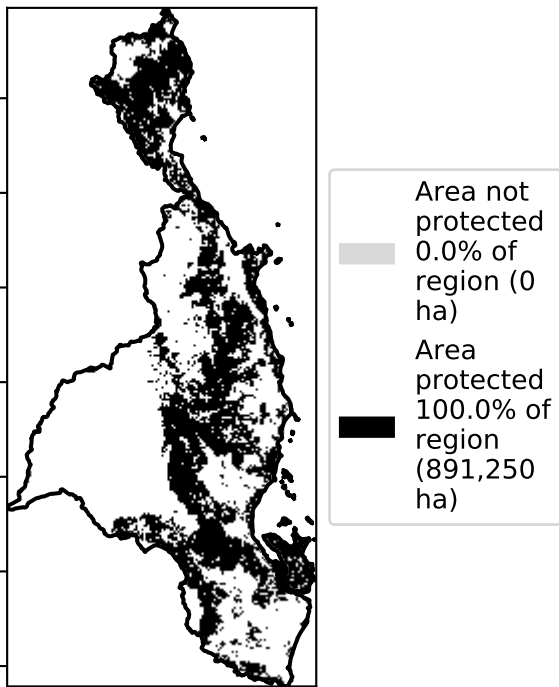 Area not
protected
0.0% of
region (0
ha)
Area
protected
100.0% of
region
(891,250
ha)